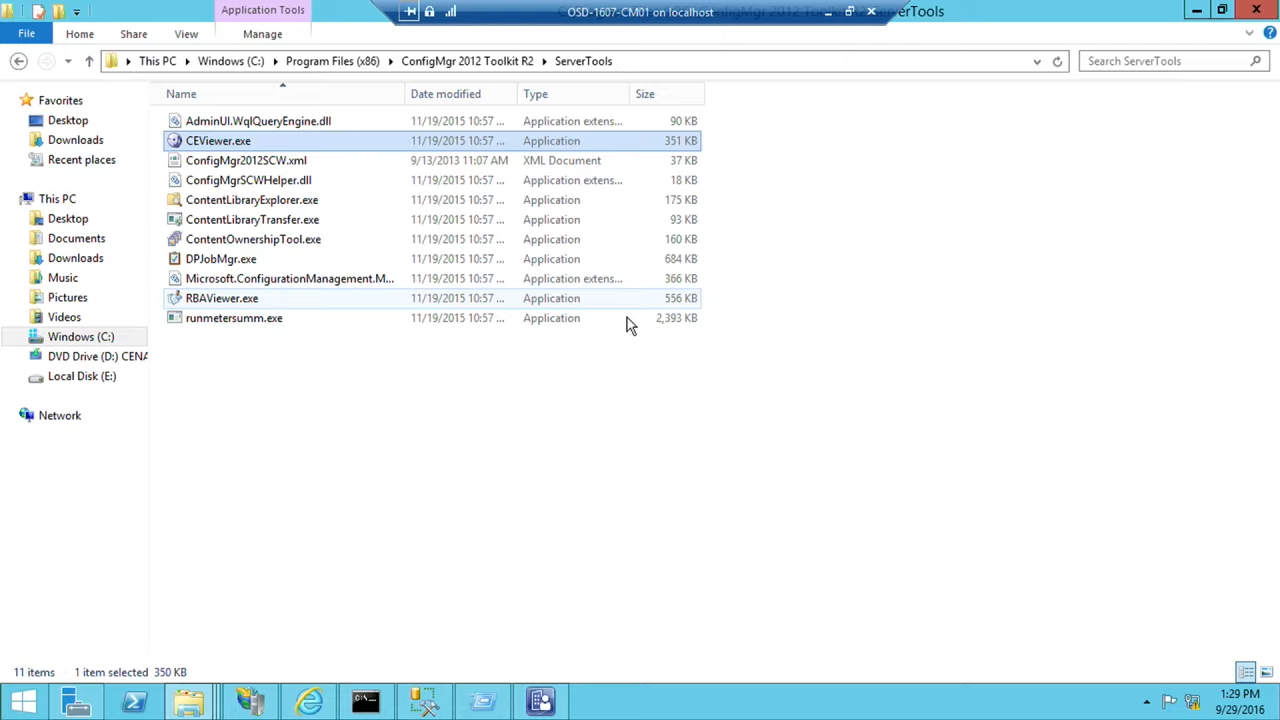 Application Tools
OSD-1607-CM01 on localhost
erverTools
File
Home
Share
View
Manage
This PC
Windows (C:)
Program Files (x86)
ConfigMgr 2012 Toolkit R2
ServerTools
Search ServerTools
Name
Date modified
Type
Size
Favorites
Desktop
Downloads
Recent places
This PC
Desktop
Documents
Downloads
Music
Pictures
Videos
Windows (C:)
DVD Drive (D:) CENA
Local Disk (E:)
Network
AdminUI.WqlQueryEngine.dll 11/19/2015 10:57 ... Application extens... 90 KB
CEViewer.exe 11/19/2015 10:57 ... Application 351 KB
ConfigMgr2012SCW.xml 9/13/2013 11:07 AM XML Document 37 KB
ConfigMgrSCWHelper.dll 11/19/2015 10:57 ... Application extens... 18 KB
ContentLibraryExplorer.exe 11/19/2015 10:57 ... Application 175 KB
ContentLibraryTransfer.exe 11/19/2015 10:57 ... Application 93 KB
ContentOwnershipTool.exe 11/19/2015 10:57 ... Application 160 KB
DPJobMgr.exe 11/19/2015 10:57 ... Application 684 KB
Microsoft.ConfigurationManagement.M... 11/19/2015 10:57 ... Application extens... 366 KB
RBAViewer.exe 11/19/2015 10:57 ... Application 556 KB
runmetersumm.exe 11/19/2015 10:57 ... Application 2,393 KB
11 items
1 item selected 350 KB
1:29 PM
9/29/2016